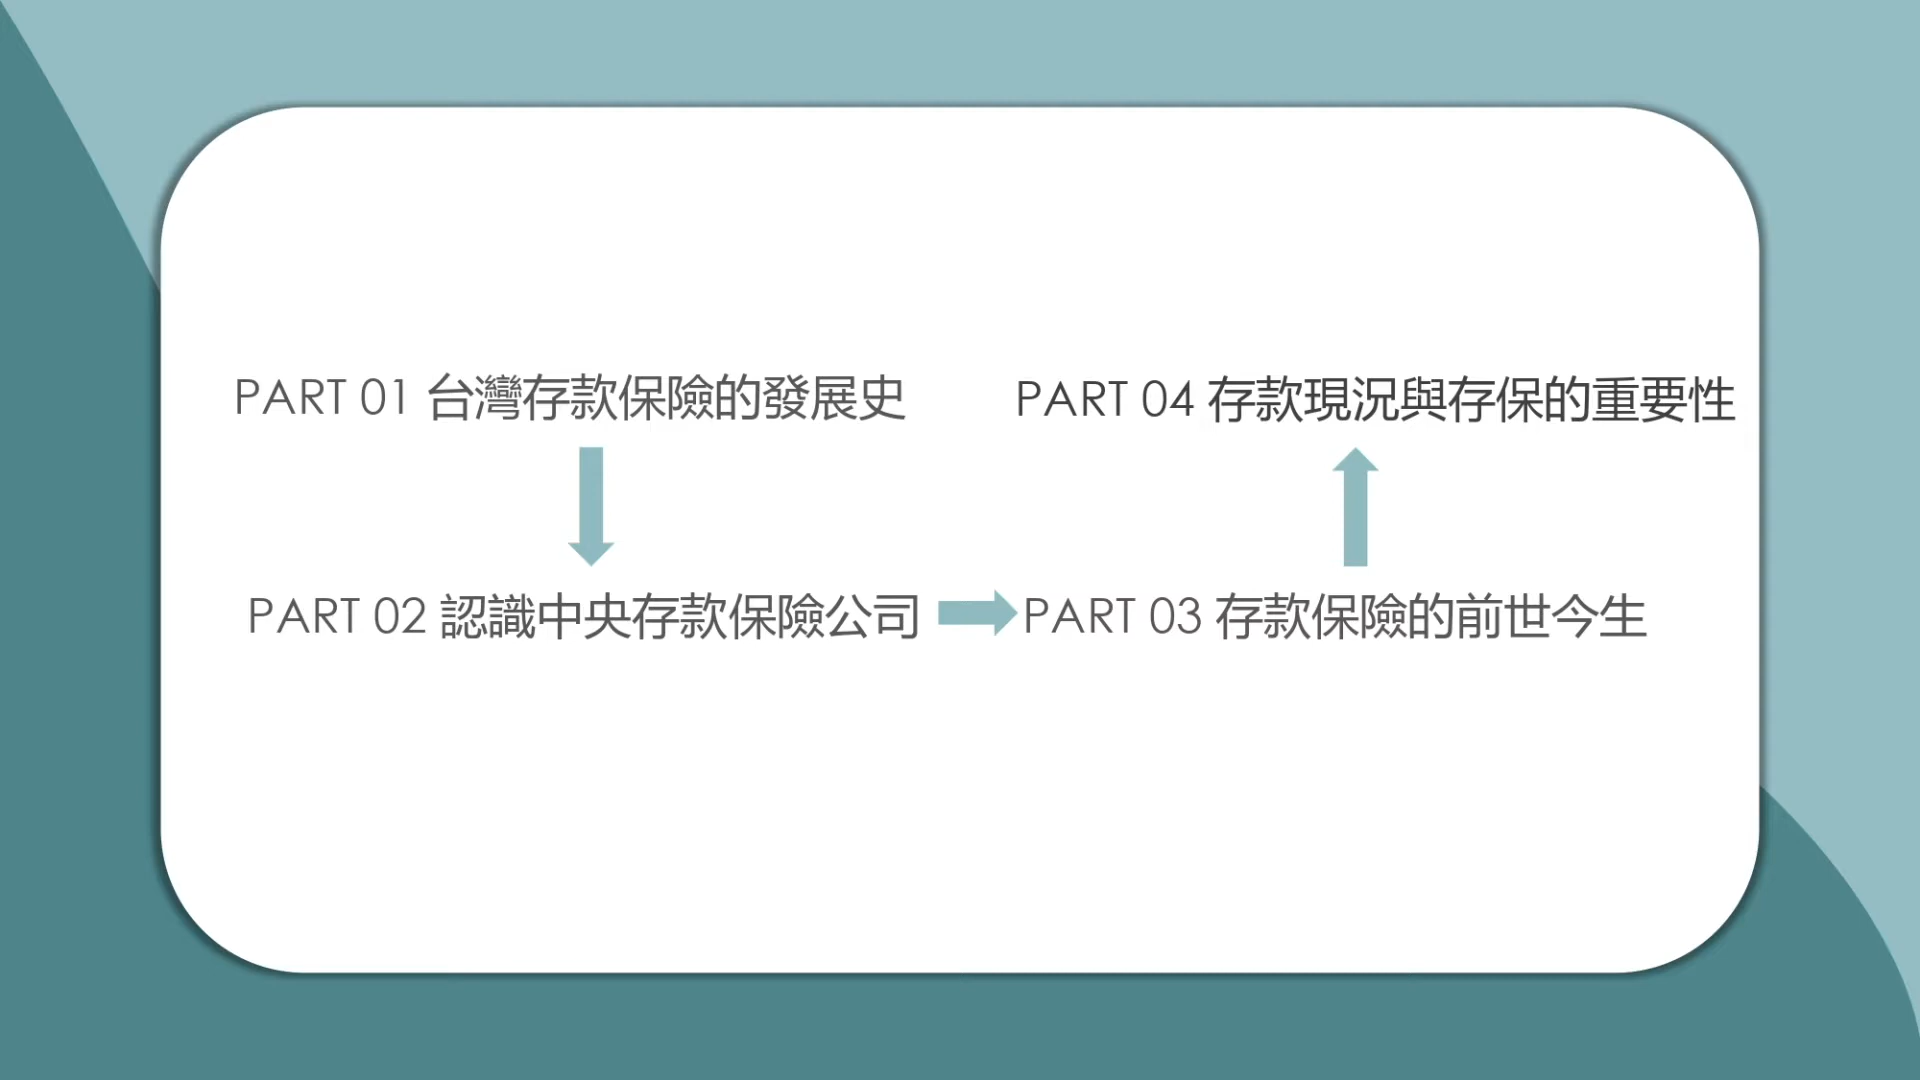 PART 01 台灣存款保險的發展史
PART 02 認識中央存款保險公司
PART 03 存款保險的前世今生
PART 04 存款現況與存保的重要性